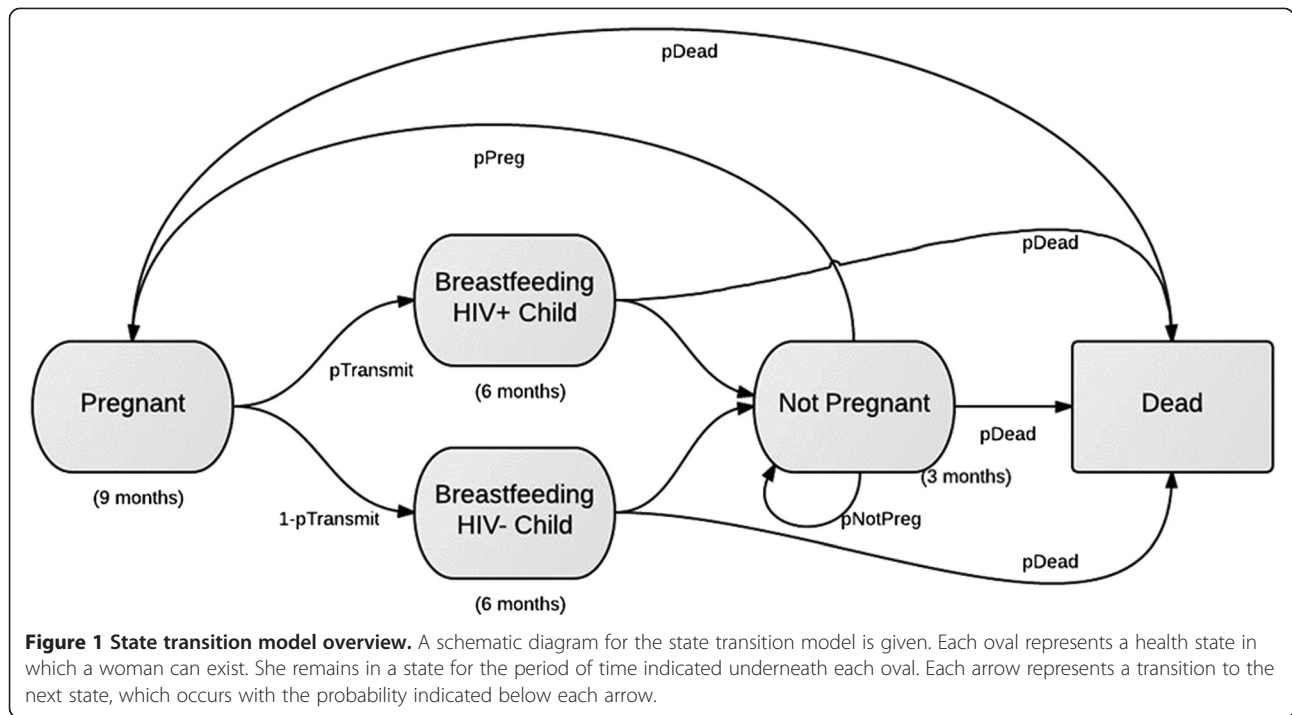 pDead
pPreg
pDead
Breastfeeding
HIV+ Child
pTransmit
(6 months)
Pregnant
Not Pregnant
Dead
pDead
(9 months)
(3 months)
Breastfeeding
HIV- Child
1-pTransmit
pNotPreg
pDead
(6 months)
Figure 1 State transition model overview. A schematic diagram for the state transition model is given. Each oval represents a health state in
which a woman can exist. She remains in a state for the period of time indicated underneath each oval. Each arrow represents a transition to the
next state, which occurs with the probability indicated below each arrow.